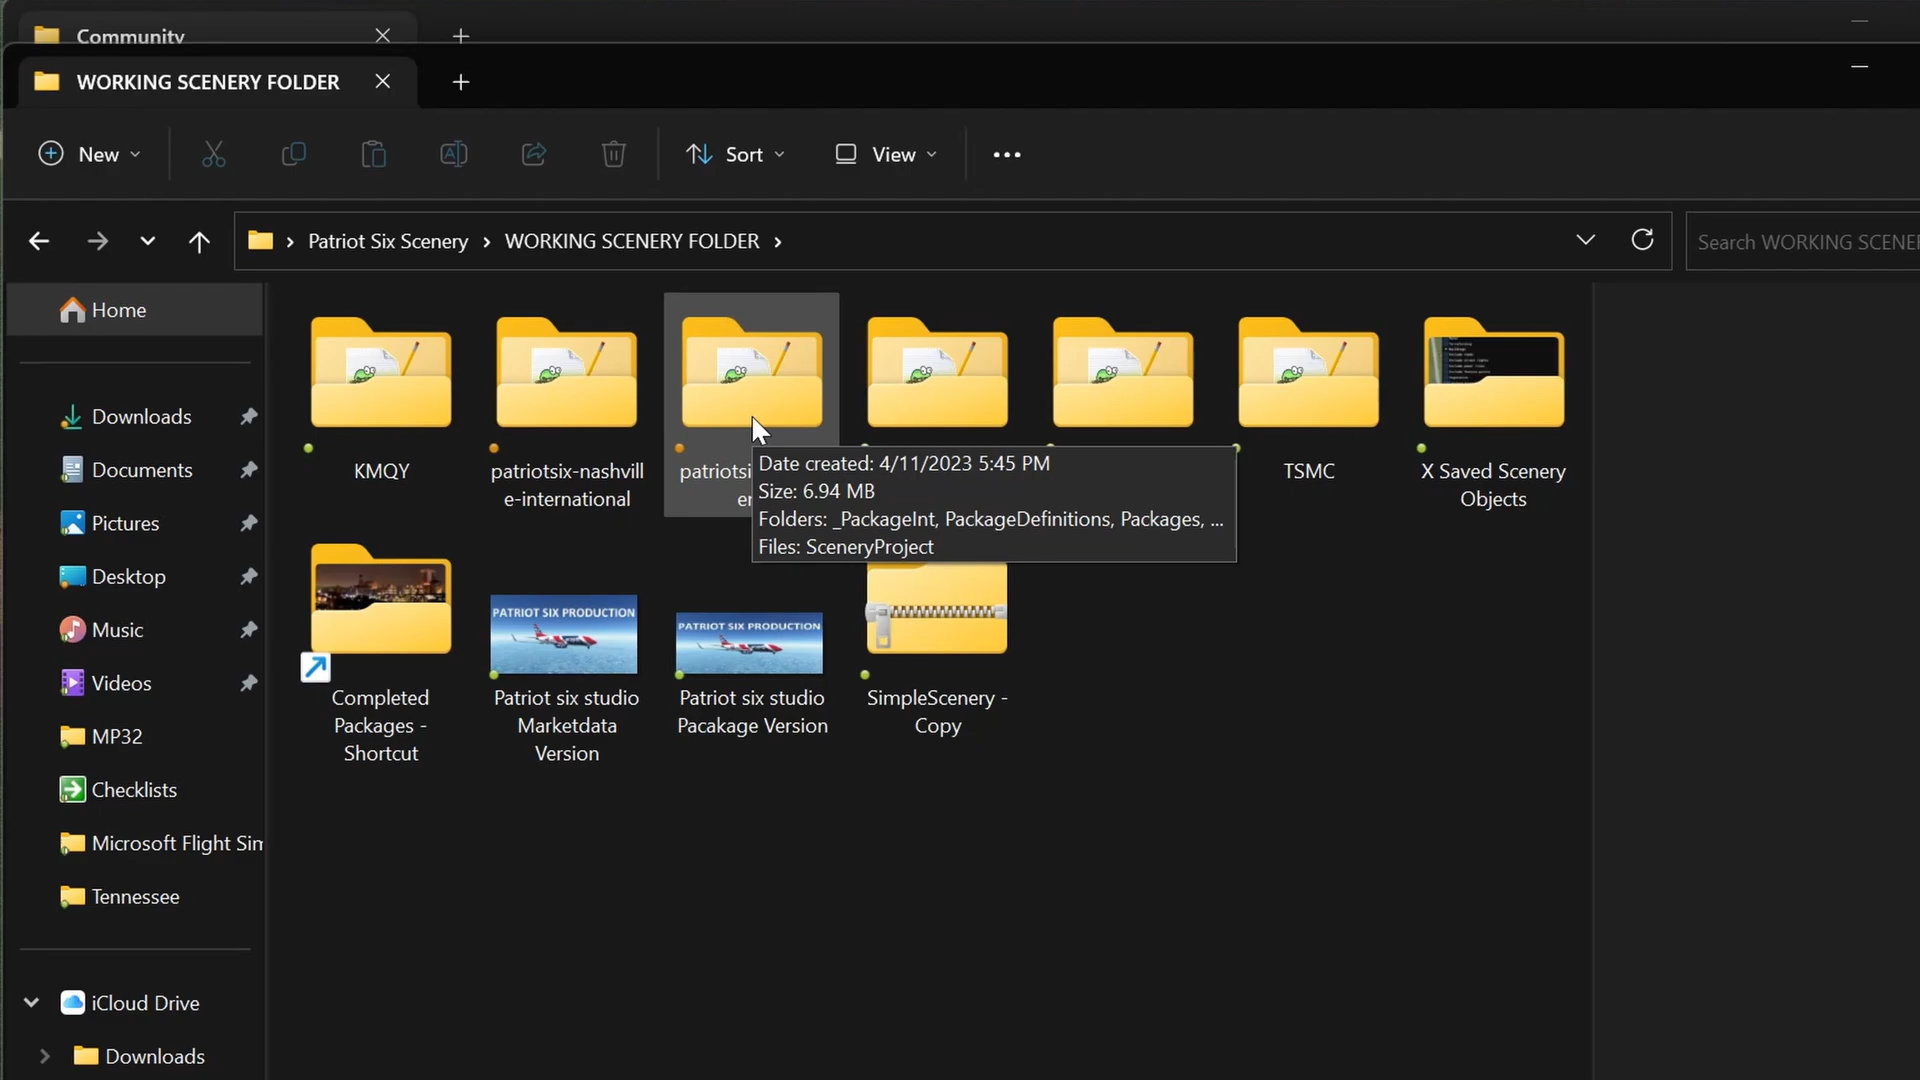 Community
WORKING SCENERY FOLDER
New
Sort
View
Patriot Six Scenery
WORKING SCENERY FOLDER
Search WORKING SCENER
Home
Downloads
Documents
Pictures
Desktop
Music
Videos
MP32
Checklists
Microsoft Flight Sim
Tennessee
iCloud Drive
Downloads
KMQY
patriotsix-nashvill
e-international
patriotsi
er
TSMC
X Saved Scenery
Objects
Date created: 4/11/2023 5:45 PM
Size: 6.94 MB
Folders: _PackageInt, PackageDefinitions, Packages, ...
Files: SceneryProject
Completed
Packages -
Shortcut
PATRIOT SIX PRODUCTION
Patriot six studio
Marketdata
Version
PATRIOT SIX PRODUCTION
Patriot six studio
Pacakage Version
SimpleScenery -
Copy